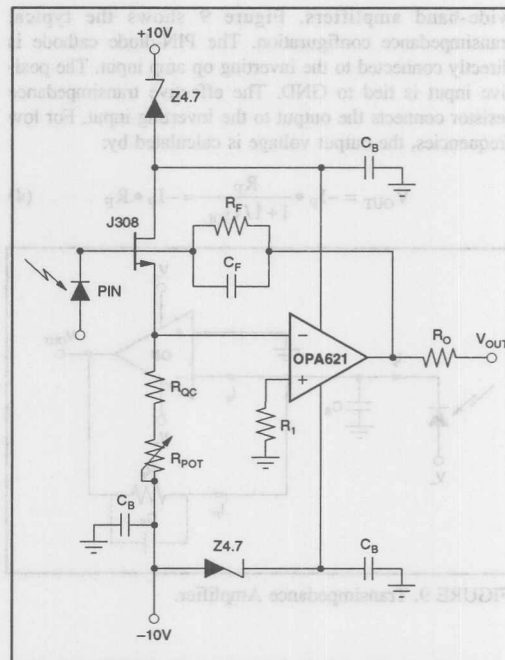 wide-band amplifiers. Figure 9 shows the typical
transimpedance configuration. The PIN diode cathode is
directly connected to the inverting op amp input. The posi-
tive input is tied to GND. The effective transimpedance
resistor connects the output to the inverting input. For low
frequencies, the output voltage is calculated by:
+10V
Z4.7
CB
RF
J308
CF
PIN
OPA621
RO
VOUT
RQC
R1
RPOT
CB
Z4.7
CB
–10V
FIGURE 9. Transimpedance Amplifier.